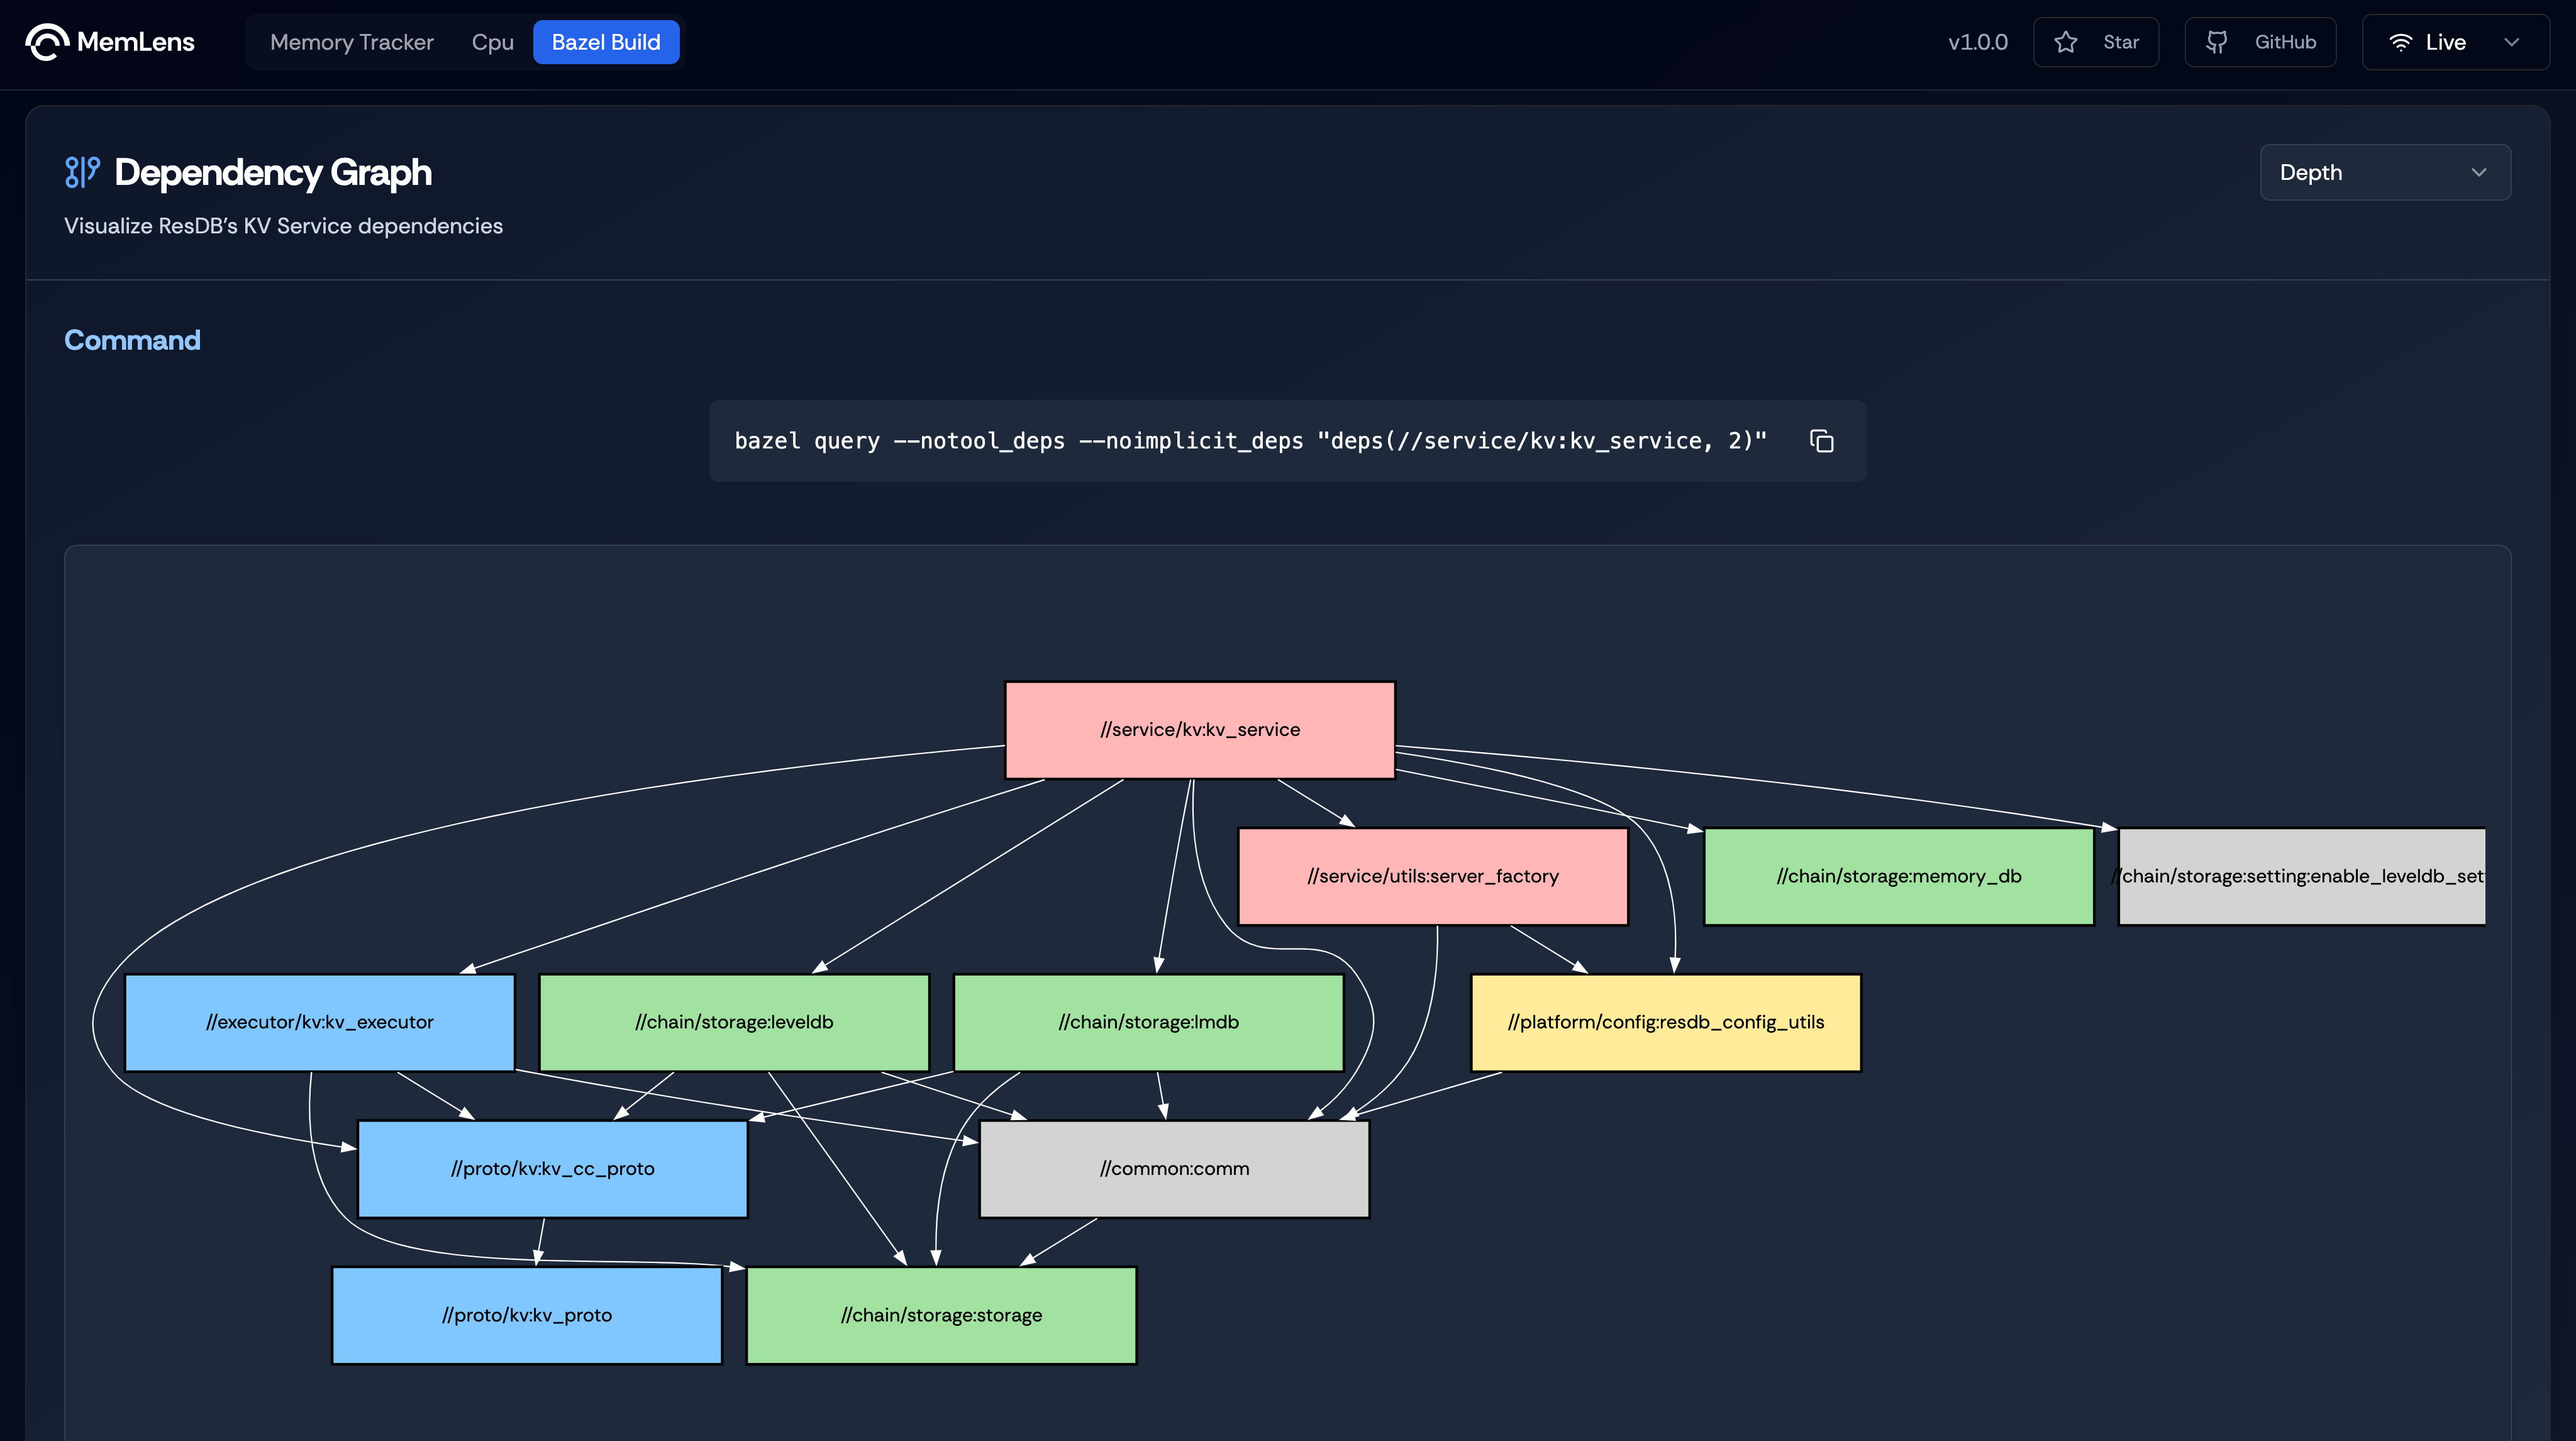 MemLens
Memory Tracker
Cpu
Bazel Build
v1.0.0
Star
GitHub
Live
Dependency Graph
Depth
Visualize ResDB's KV Service dependencies
Command
bazel query --notool_deps --noimplicit_deps "deps(//service/kv:kv_service, 2)"
//service/kv:kv_service
//service/utils:server_factory
//chain/storage:memory_db
//chain/storage:setting:enable_leveldb_set
//executor/kv:kv_executor
//chain/storage:leveldb
//chain/storage:lmdb
//platform/config:resdb_config_utils
//proto/kv:kv_cc_proto
//common:comm
//proto/kv:kv_proto
//chain/storage:storage